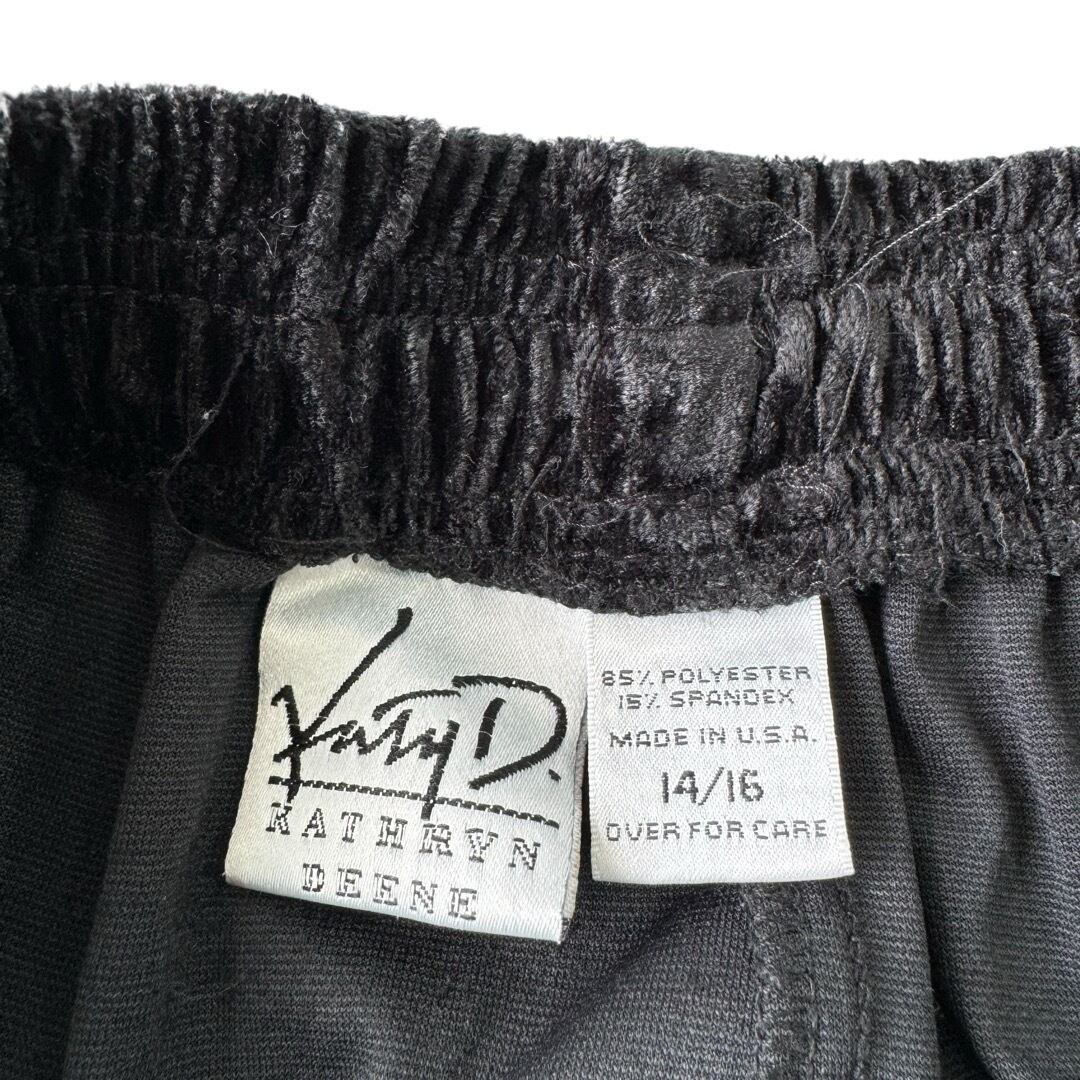 Katy D.
KATHRYN
DEENE
85% POLYESTER
15% SPANDEX
MADE IN U.S.A.
14/16
OVER FOR CARE